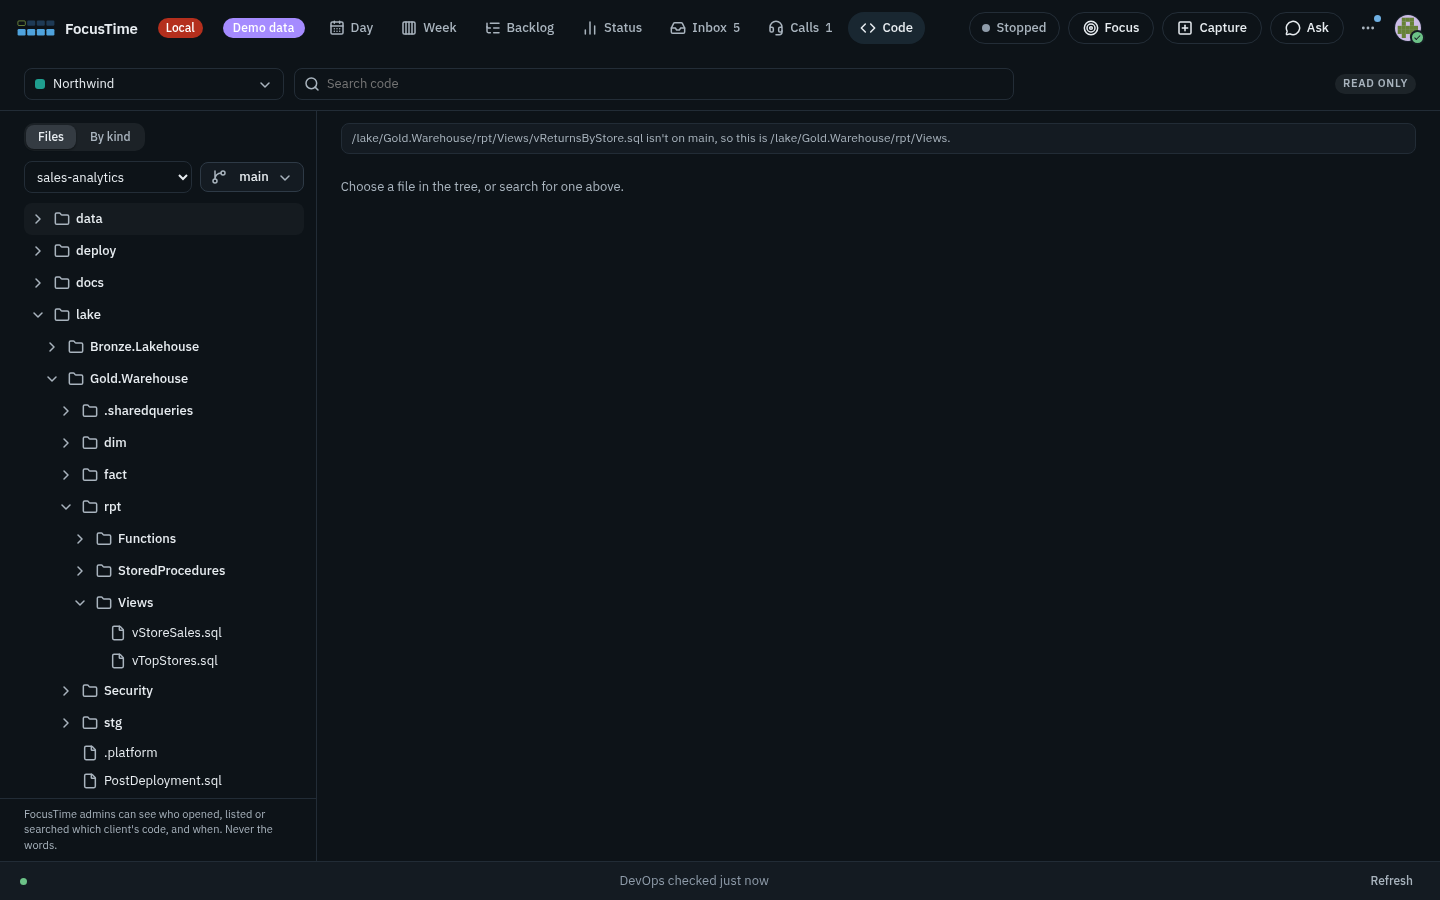 FocusTime
Local
Demo data
Day
Week
Backlog
Status
Inbox 5
Calls 1
Code
Stopped
Focus
Capture
Ask
Northwind
Search code
READ ONLY
Files
By kind
sales-analytics
main
data
deploy
docs
lake
Bronze.Lakehouse
Gold.Warehouse
.sharedqueries
dim
fact
rpt
Functions
StoredProcedures
Views
vStoreSales.sql
vTopStores.sql
Security
stg
.platform
PostDeployment.sql
FocusTime admins can see who opened, listed or
searched which client's code, and when. Never the
words.
/lake/Gold.Warehouse/rpt/Views/vReturnsByStore.sql isn't on main, so this is /lake/Gold.Warehouse/rpt/Views.
Choose a file in the tree, or search for one above.
DevOps checked just now
Refresh